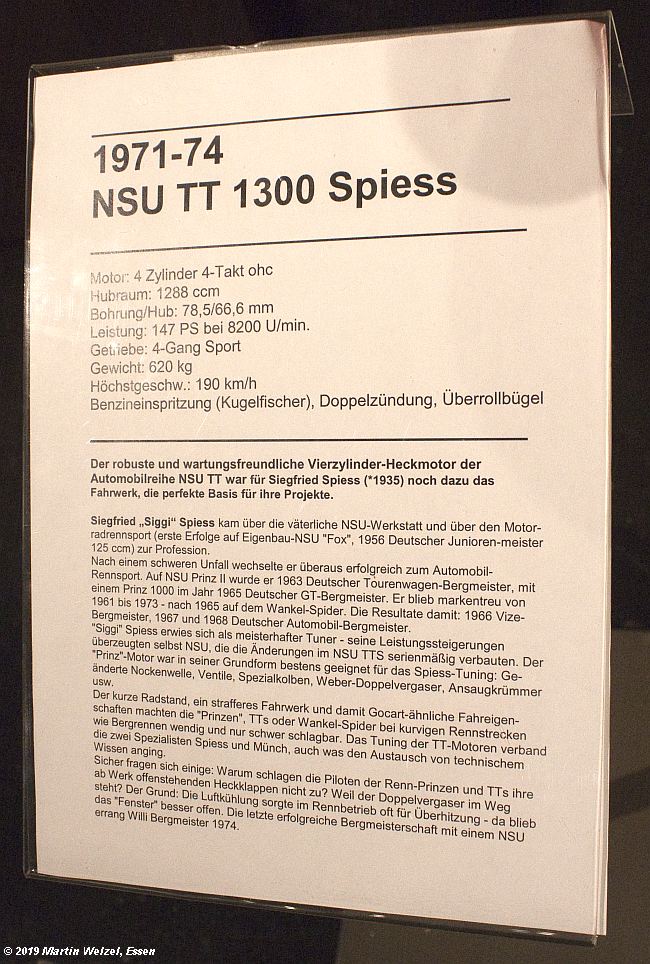 1971-74
NSU TT 1300 Spiess
Motor: 4 Zylinder 4-Takt ohc
Hubraum: 1288 ccm
Bohrung/Hub: 78,5/66,6 mm
Leistung: 147 PS bei 8200 U/min.
Getriebe: 4-Gang Sport
Gewicht: 620 kg
Höchstgeschw.: 190 km/h
Benzineinspritzung (Kugelfischer), Doppelzündung, Überrollbügel
Der robuste und wartungsfreundliche Vierzylinder-Heckmotor der
Automobilreihe NSU TT war für Siegfried Spiess (*1935) noch dazu das
Fahrwerk, die perfekte Basis für ihre Projekte.
Siegfried „Siggi“ Spiess kam über die väterliche NSU-Werkstatt und über den Motor-
radrennsport (erste Erfolge auf Eigenbau-NSU "Fox", 1956 Deutscher Junioren-meister
125 ccm) zur Profession.
Nach einem schweren Unfall wechselte er überaus erfolgreich zum Automobil-
Rennsport. Auf NSU Prinz II wurde er 1963 Deutscher Tourenwagen-Bergmeister, mit
einem Prinz 1000 im Jahr 1965 Deutscher GT-Bergmeister. Er blieb markentreu von
1961 bis 1973 - nach 1965 auf dem Wankel-Spider. Die Resultate damit: 1966 Vize-
Bergmeister, 1967 und 1968 Deutscher Automobil-Bergmeister.
"Siggi" Spiess erwies sich als meisterhafter Tuner - seine Leistungssteigerungen
überzeugten selbst NSU, die die Änderungen im NSU TTS serienmäßig verbauten. Der
"Prinz"-Motor war in seiner Grundform bestens geeignet für das Spiess-Tuning: Ge-
änderte Nockenwelle, Ventile, Spezialkolben, Weber-Doppelvergaser, Ansaugkrümmer
usw.
Der kurze Radstand, ein strafferes Fahrwerk und damit Gocart-ähnliche Fahreigen-
schaften machten die "Prinzen", TTs oder Wankel-Spider bei kurvigen Rennstrecken
wie Bergrennen wendig und nur schwer schlagbar. Das Tuning der TT-Motoren verband
die zwei Spezialisten Spiess und Münch, auch was den Austausch von technischem
Wissen anging.
Sicher fragen sich einige: Warum schlagen die Piloten der Renn-Prinzen und TTs ihre
ab Werk offenstehenden Heckklappen nicht zu? Weil der Doppelvergaser im Weg
steht? Der Grund: Die Luftkühlung sorgte im Rennbetrieb oft für Überhitzung - da blieb
das "Fenster" besser offen. Die letzte erfolgreiche Bergmeisterschaft mit einem NSU
errang Willi Bergmeister 1974.
© 2019 Martin Welzel, Essen